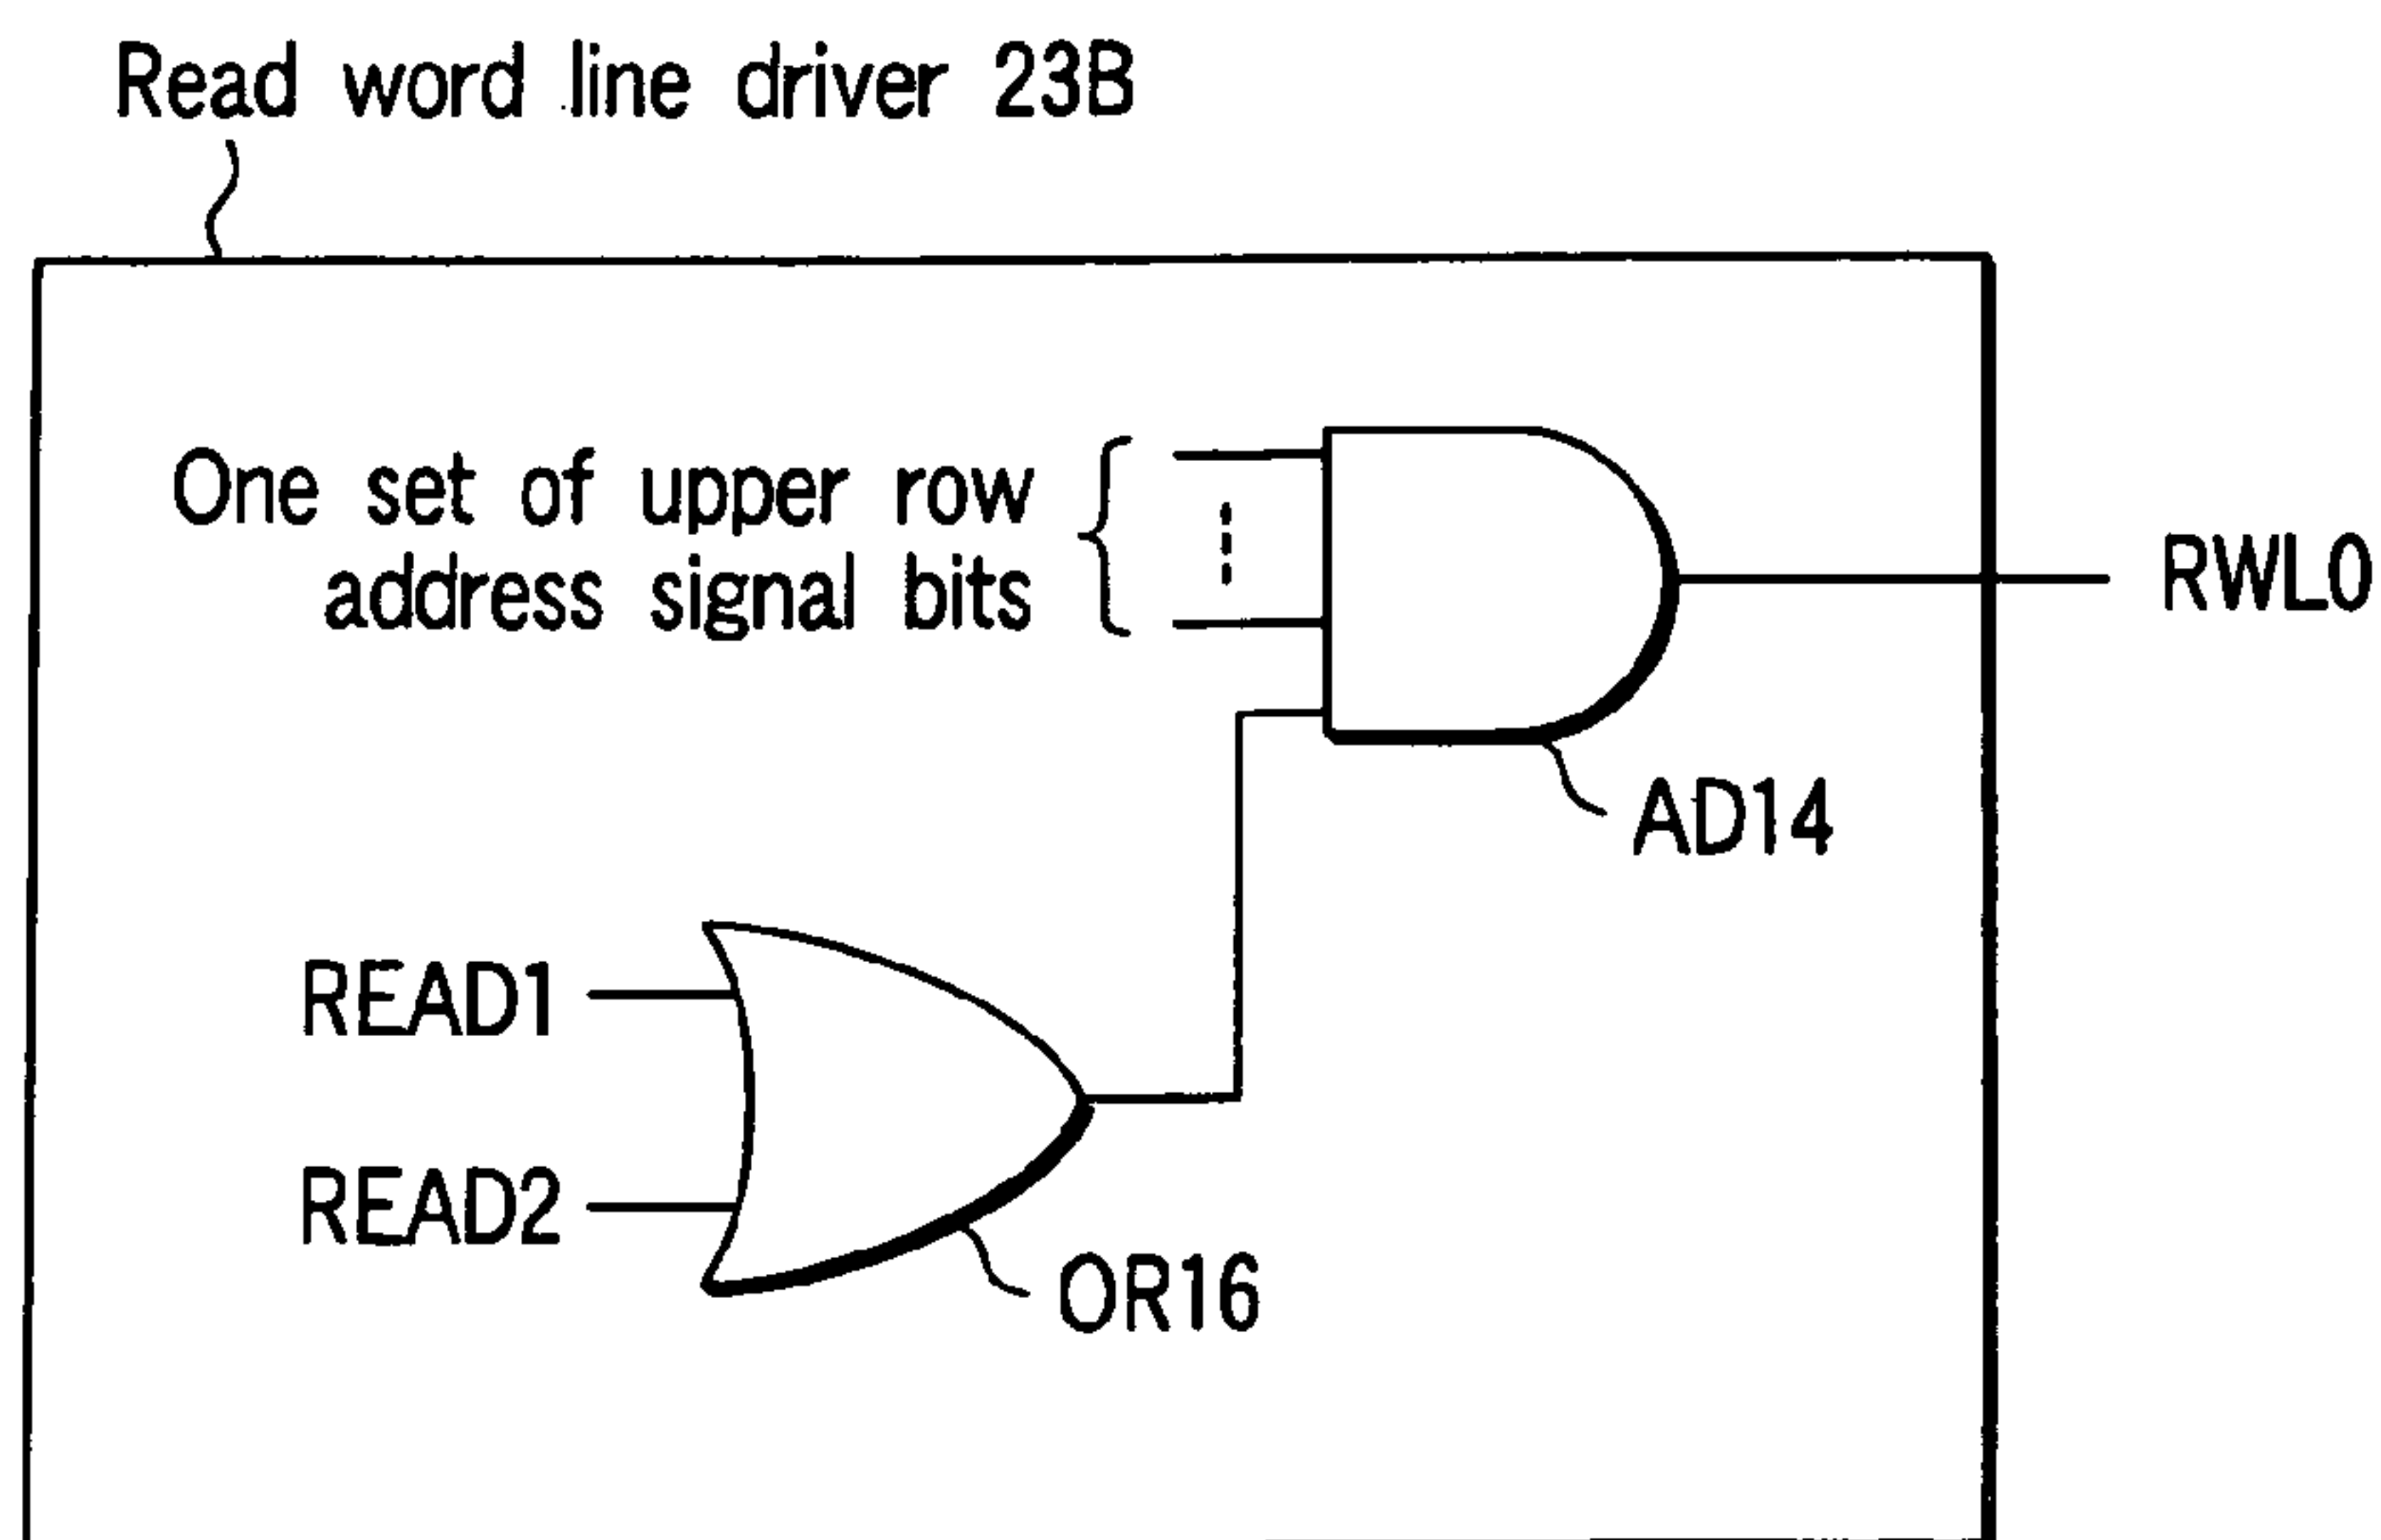 Read word line driver 23B
One set of upper row
address signal bits
RWL0
AD14
READ1
READ2
OR16